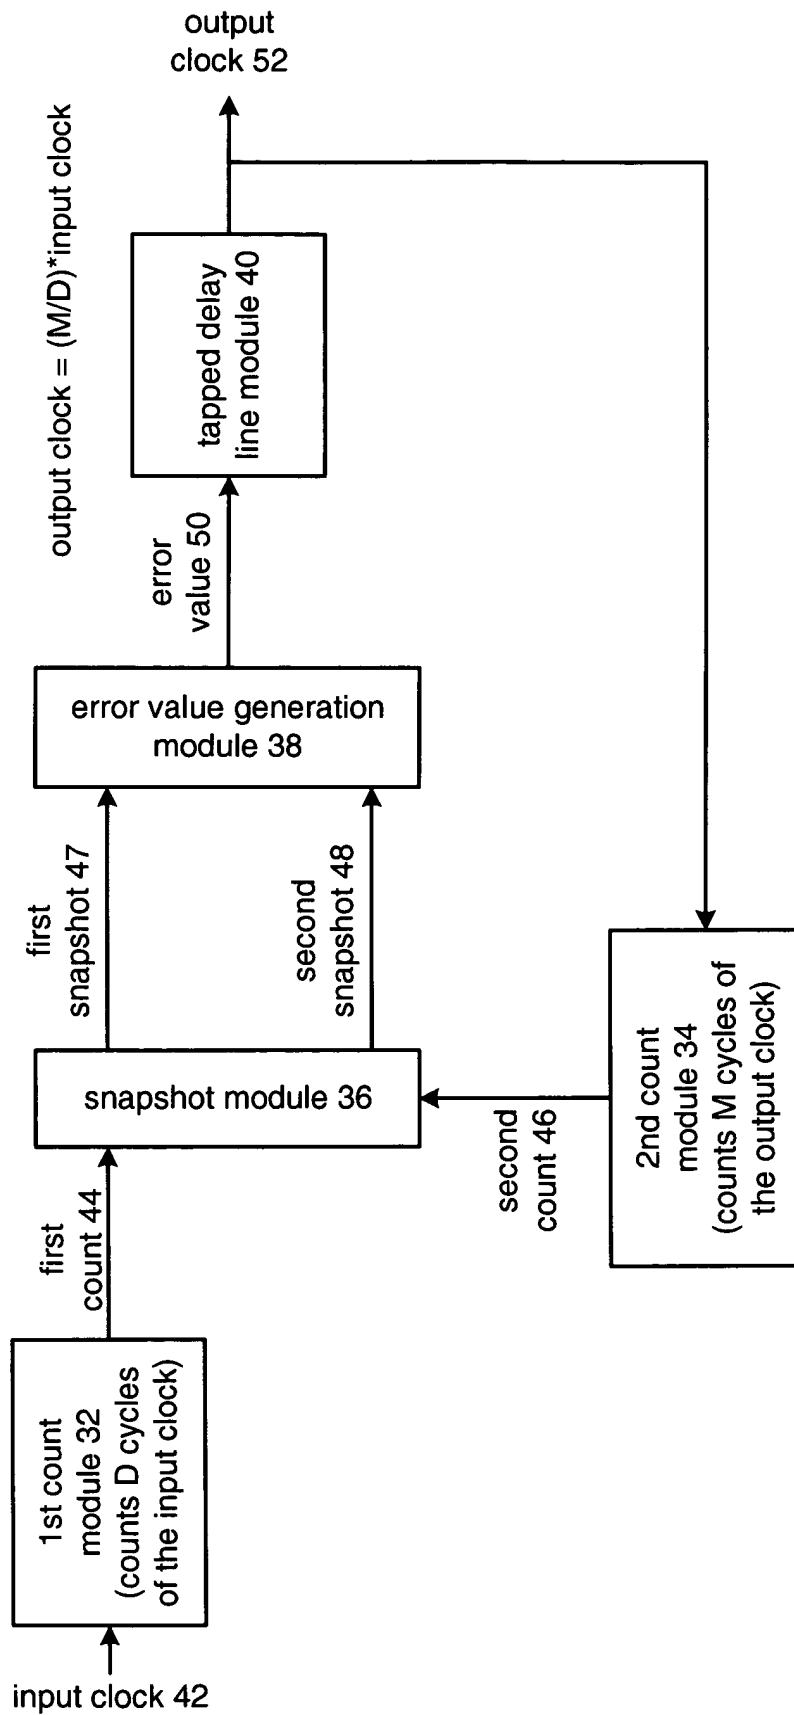 input clock 42
1st count
module 32
(counts D cycles
of the input clock)
first
count 44
snapshot module 36
second
count 46
2nd count
module 34
(counts M cycles of
the output clock)
first
snapshot 47
second
snapshot 48
error value generation
module 38
error
value 50
tapped delay
line module 40
output clock = (M/D)*input clock
output
clock 52